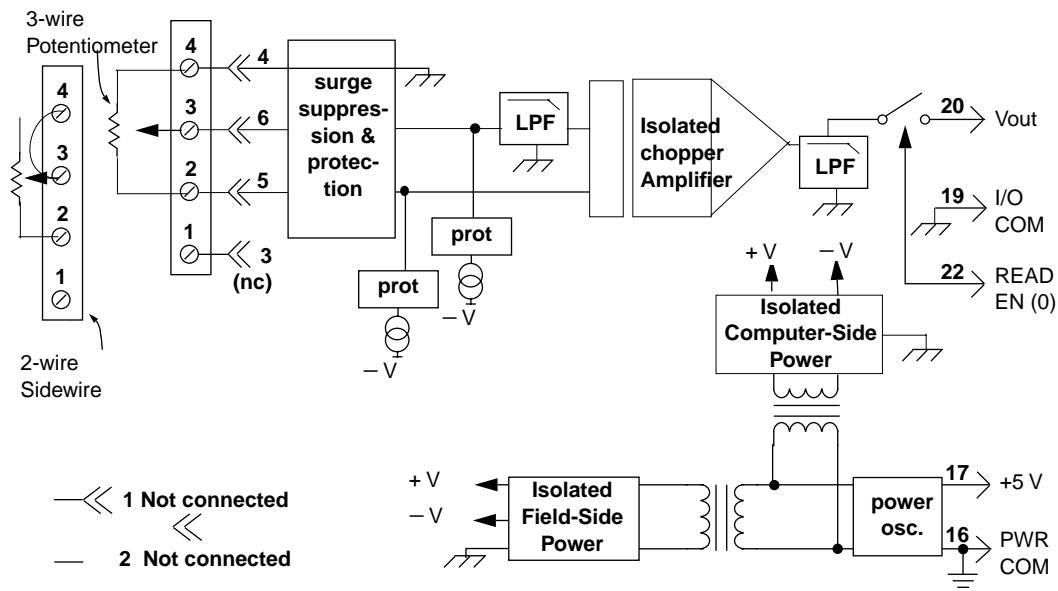 3-wire
Potentiometer
4
3
2
1
2-wire
Sidewire
4
3
2
1
4
6
5
3
(nc)
surge
suppres-
sion &
protec-
tion
LPF
prot
– V
prot
– V
Isolated
chopper
Amplifier
LPF
20
Vout
19
I/O
COM
22
READ
EN (0)
+ V
– V
Isolated
Computer-Side
Power
+ V
– V
Isolated
Field-Side
Power
power
osc.
17
+5 V
16
PWR
COM
1 Not connected
2 Not connected